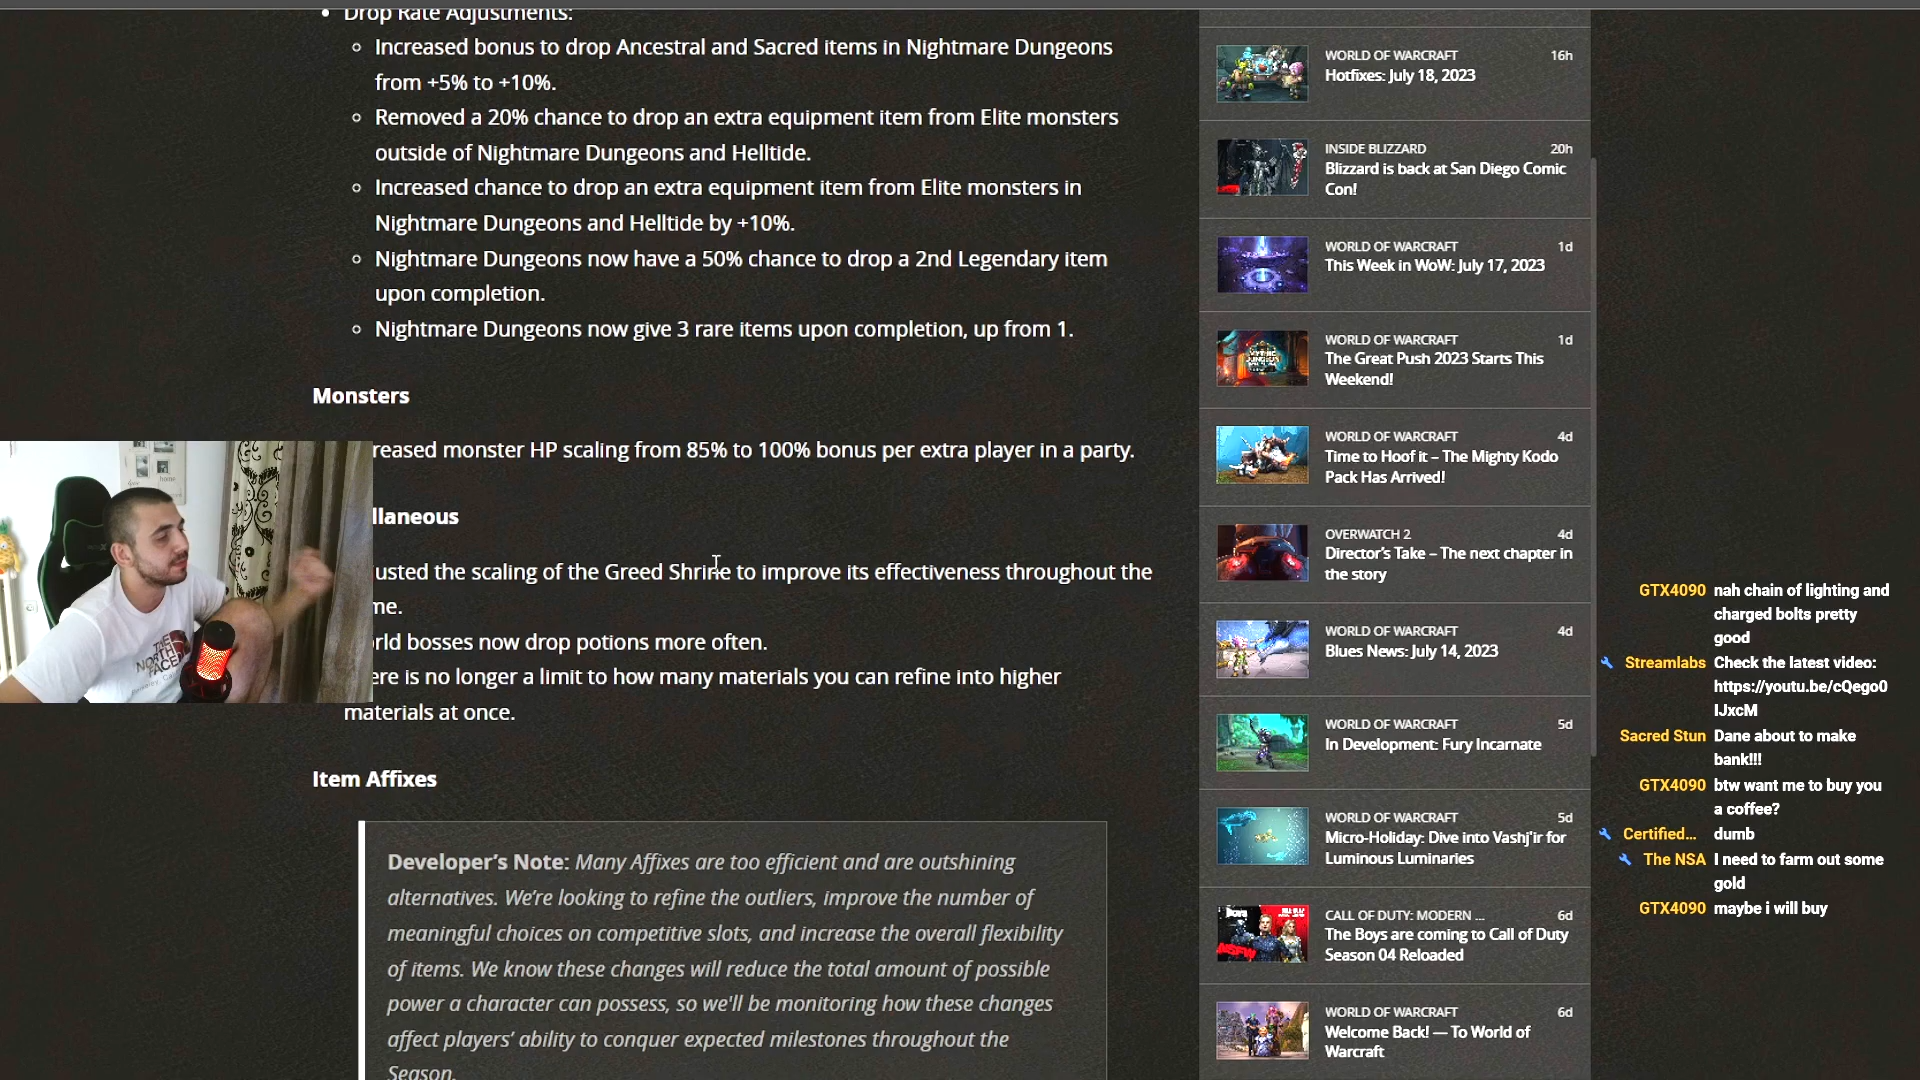 Drop Rate Adjustments:
Increased bonus to drop Ancestral and Sacred items in Nightmare Dungeons
from +5% to +10%.
Removed a 20% chance to drop an extra equipment item from Elite monsters
outside of Nightmare Dungeons and Helltide.
Increased chance to drop an extra equipment item from Elite monsters in
Nightmare Dungeons and Helltide by +10%.
Nightmare Dungeons now have a 50% chance to drop a 2nd Legendary item
upon completion.
Nightmare Dungeons now give 3 rare items upon completion, up from 1.
Monsters
reased monster HP scaling from 85% to 100% bonus per extra player in a party.
llaneous
usted the scaling of the Greed Shrine to improve its effectiveness throughout the
me.
rld bosses now drop potions more often.
ere is no longer a limit to how many materials you can refine into higher
materials at once.
Item Affixes
Developer's Note: Many Affixes are too efficient and are outshining
alternatives. We're looking to refine the outliers, improve the number of
meaningful choices on competitive slots, and increase the overall flexibility
of items. We know these changes will reduce the total amount of possible
power a character can possess, so we'll be monitoring how these changes
affect players' ability to conquer expected milestones throughout the
Season.
THE
NORTH
FACE
WORLD OF WARCRAFT 16h
Hotfixes: July 18, 2023
INSIDE BLIZZARD 20h
Blizzard is back at San Diego Comic
Con!
WORLD OF WARCRAFT 1d
This Week in WoW: July 17, 2023
WORLD OF WARCRAFT 1d
The Great Push 2023 Starts This
Weekend!
WORLD OF WARCRAFT 4d
Time to Hoof it – The Mighty Kodo
Pack Has Arrived!
OVERWATCH 2 4d
Director's Take – The next chapter in
the story
WORLD OF WARCRAFT 4d
Blues News: July 14, 2023
WORLD OF WARCRAFT 5d
In Development: Fury Incarnate
WORLD OF WARCRAFT 5d
Micro-Holiday: Dive into Vashj'ir for
Luminous Luminaries
CALL OF DUTY: MODERN ... 6d
The Boys are coming to Call of Duty
Season 04 Reloaded
WORLD OF WARCRAFT 6d
Welcome Back! — To World of
Warcraft
GTX4090 nah chain of lighting and
charged bolts pretty
good
Streamlabs Check the latest video:
https://youtu.be/cQego0
IJxcM
Sacred Stun Dane about to make
bank!!!
GTX4090 btw want me to buy you
a coffee?
Certified... dumb
The NSA I need to farm out some
gold
GTX4090 maybe i will buy